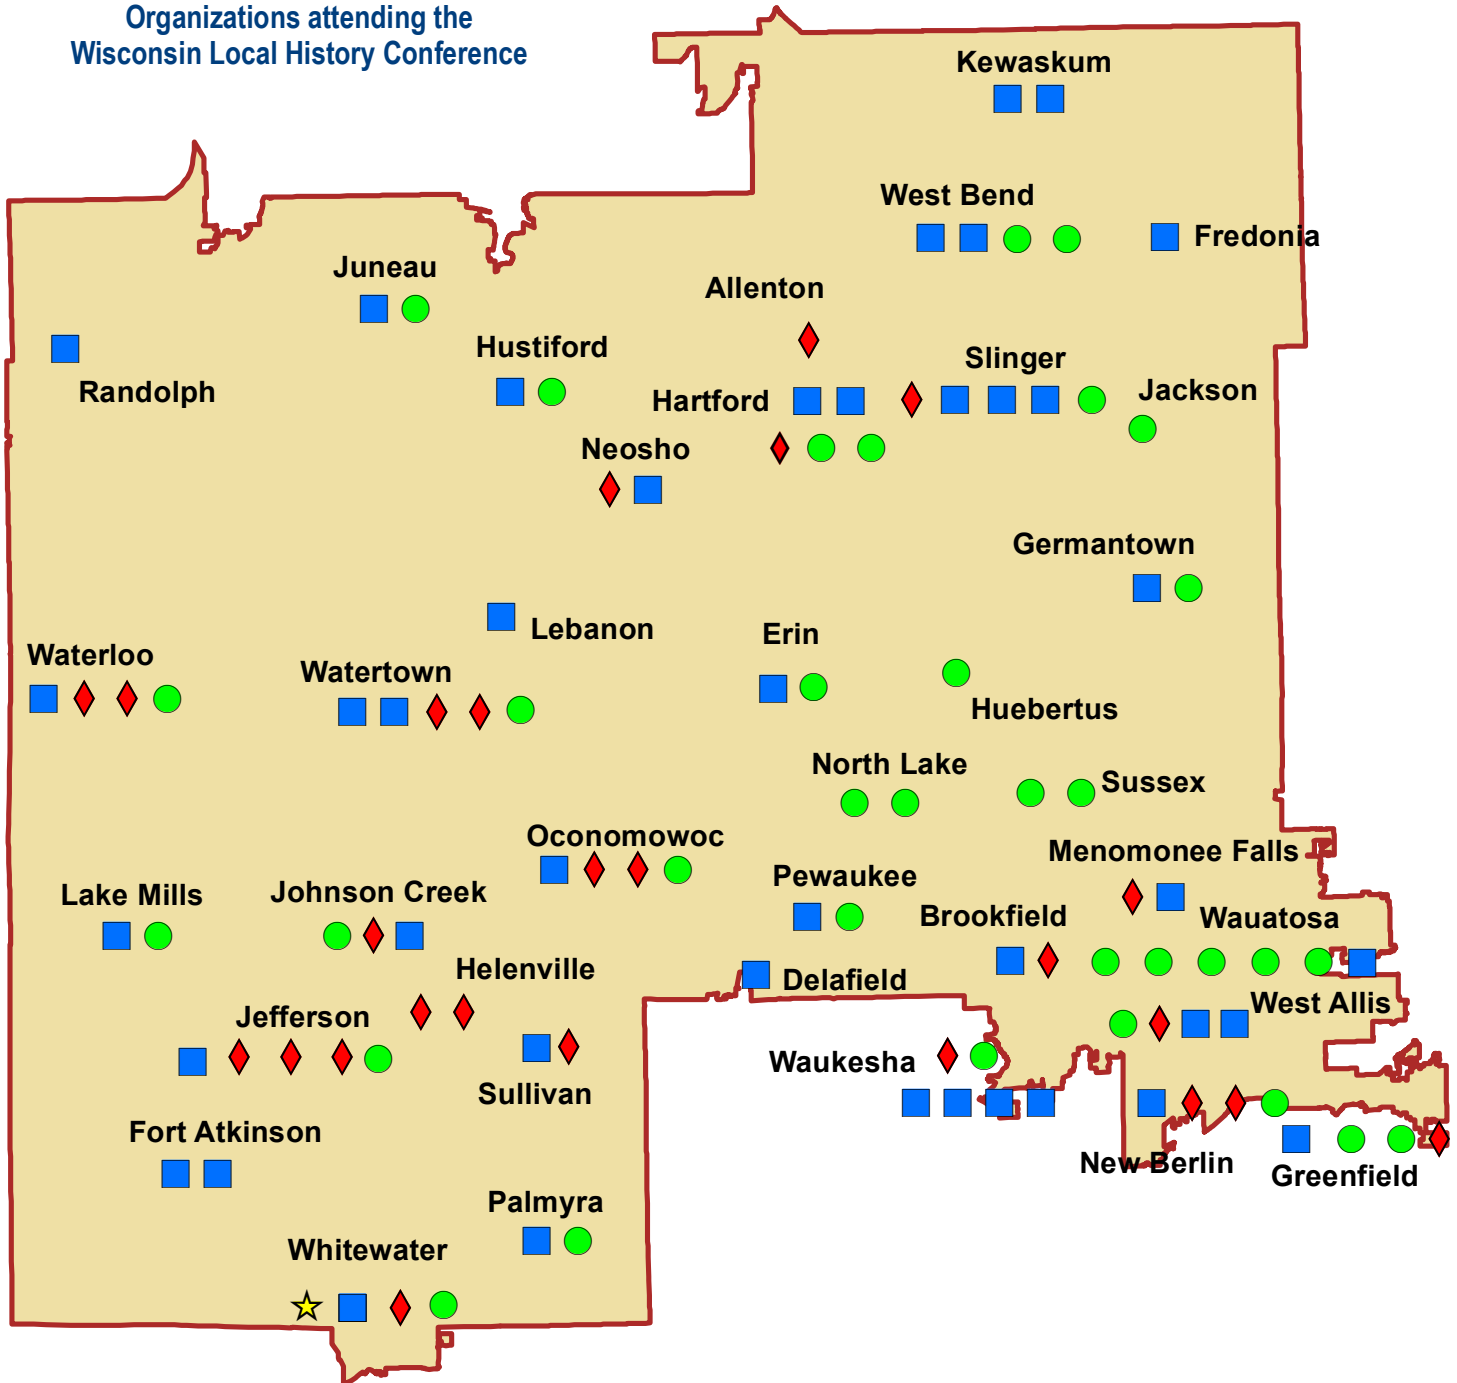 Organizations attending the
Wisconsin Local History Conference
Kewaskum
West Bend
Fredonia
Juneau
Allenton
Hustiford
Slinger
Randolph
Hartford
Jackson
Neosho
Germantown
Lebanon
Erin
Waterloo
Watertown
Huebertus
North Lake
Sussex
Oconomowoc
Menomonee Falls
Pewaukee
Lake Mills
Johnson Creek
Brookfield
Wauatosa
Helenville
Delafield
West Allis
Jefferson
Waukesha
Sullivan
Fort Atkinson
New Berlin
Greenfield
Palmyra
Whitewater